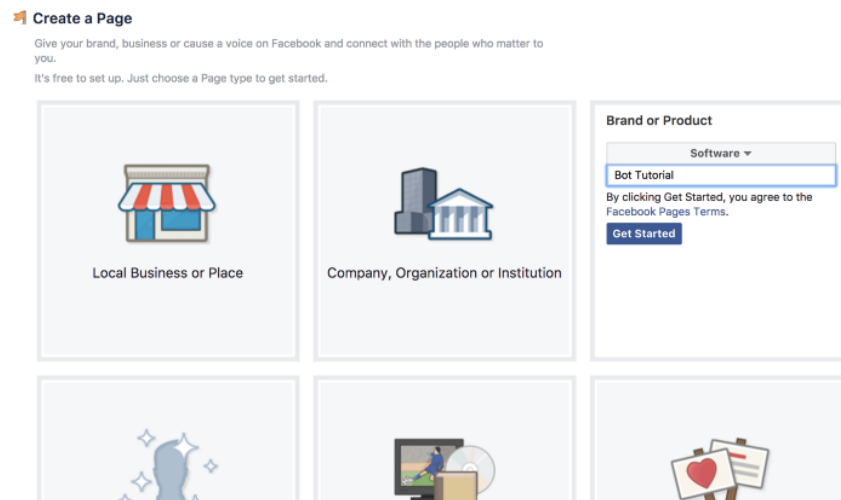 Create a Page
Give your brand, business or cause a voice on Facebook and connect with the people who matter to
you.
It's free to set up. Just choose a Page type to get started.
Local Business or Place
Company, Organization or Institution
Brand or Product
Software
Bot Tutorial
By clicking Get Started, you agree to the
Facebook Pages Terms.
Get Started